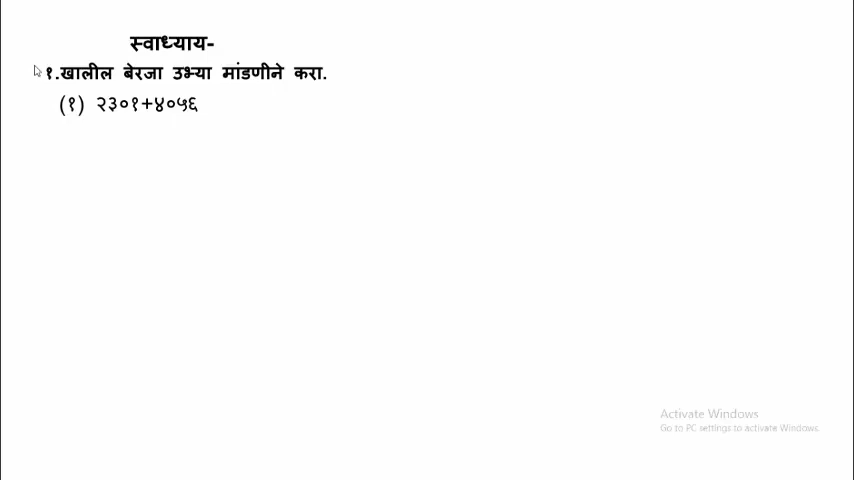 स्वाध्याय-
१.खालील बेरजा उभ्या मांडणीने करा.
(१) २३०१+४०५६
Activate Windows
Go to PC settings to activate Windows.